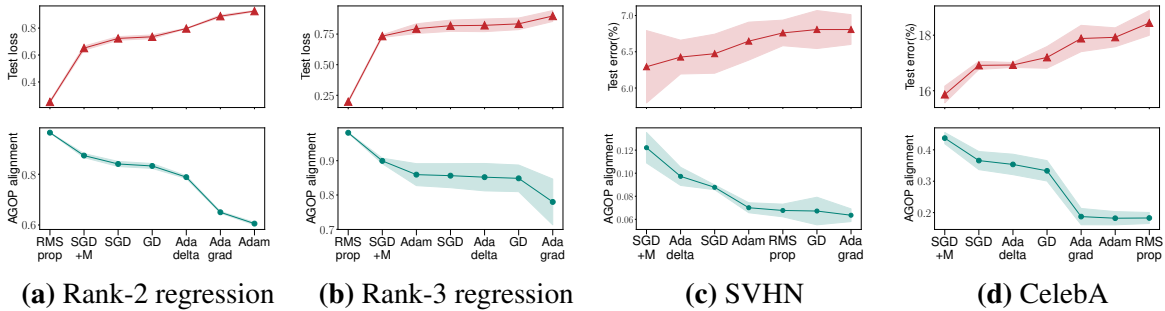 Test loss
0.8
0.6
0.4
AGOP alignment
0.8
0.6
RMS prop
SGD +M
SGD
GD
Ada delta
Ada grad
Adam
(a) Rank-2 regression
Test loss
0.75
0.50
0.25
AGOP alignment
0.9
0.8
0.7
RMS prop
SGD +M
Adam
SGD
Ada delta
GD
Ada grad
(b) Rank-3 regression
Test error(%)
7.0
6.5
6.0
AGOP alignment
0.12
0.10
0.08
0.06
SGD +M
Ada delta
SGD
Adam
RMS prop
GD
Ada grad
(c) SVHN
Test error(%)
18
16
AGOP alignment
0.4
0.3
0.2
SGD +M
SGD
Ada delta
GD
Ada grad
Adam
RMS prop
(d) CelebA